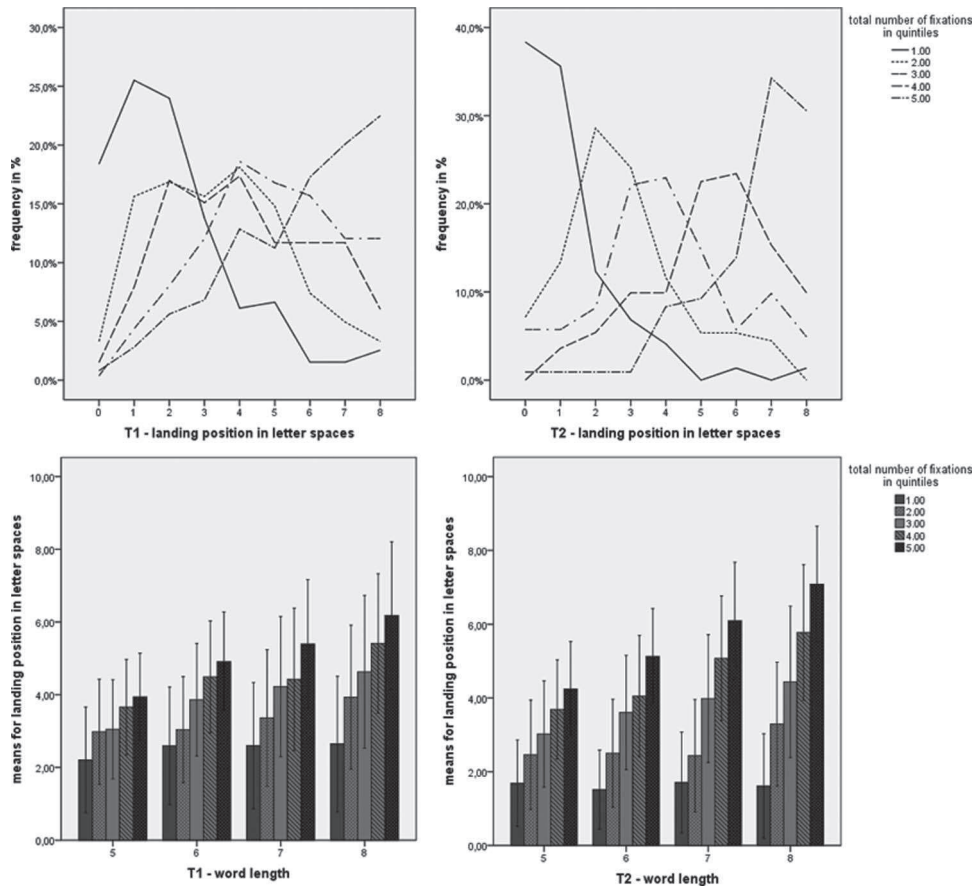 30,0%
25,0%
20,0%
15,0%
10,0%
5,0%
0,0%
frequency in %
0 1 2 3 4 5 6 7 8
T1 - landing position in letter spaces
40,0%
30,0%
20,0%
10,0%
0,0%
frequency in %
0 1 2 3 4 5 6 7 8
T2 - landing position in letter spaces
total number of fixations
in quintiles
1.00
2.00
3.00
4.00
5.00
10,00
8,00
6,00
4,00
2,00
0,00
means for landing position in letter spaces
5 6 7 8
T1 - word length
10,00
8,00
6,00
4,00
2,00
0,00
means for landing position in letter spaces
5 6 7 8
T2 - word length
total number of fixations
in quintiles
1.00
2.00
3.00
4.00
5.00